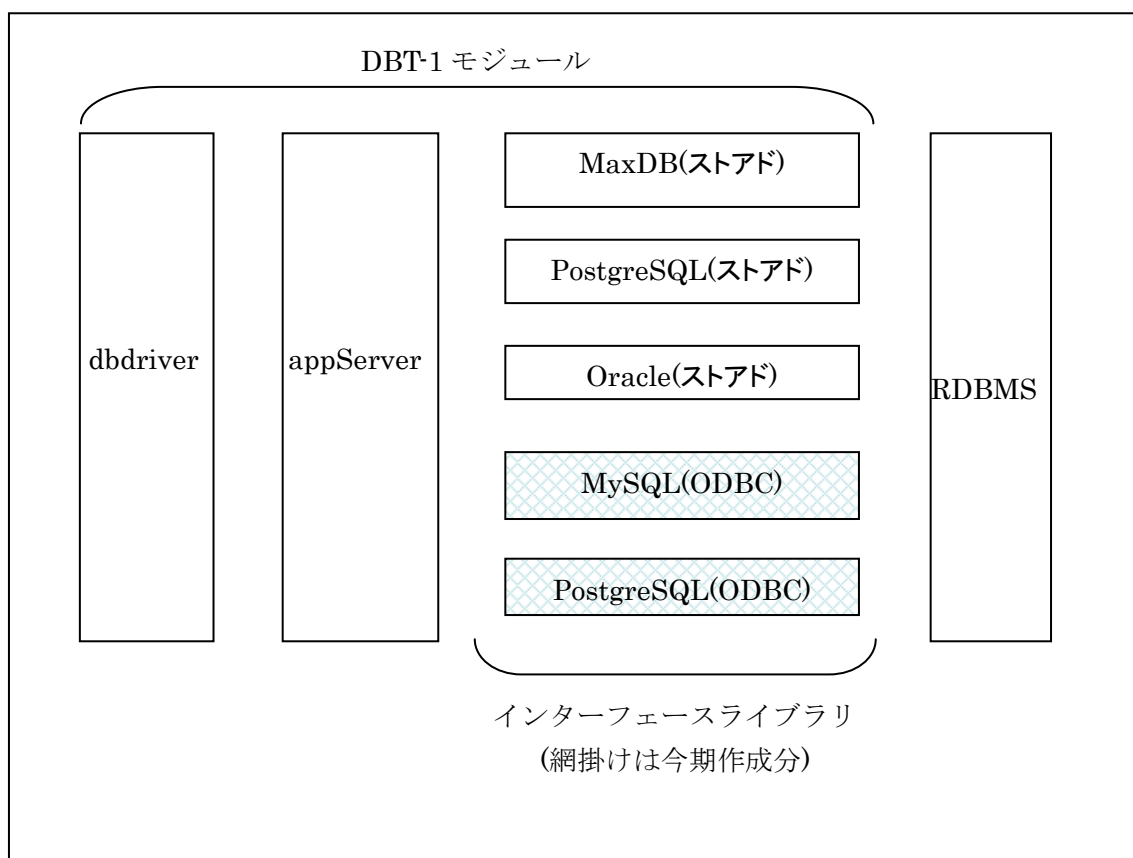 DBT-1 モジュール
dbdriver
appServer
MaxDB(ストアド)
PostgreSQL(ストアド)
Oracle(ストアド)
MySQL(ODBC)
PostgreSQL(ODBC)
RDBMS
インターフェースライブラリ
(網掛けは今期作成分)